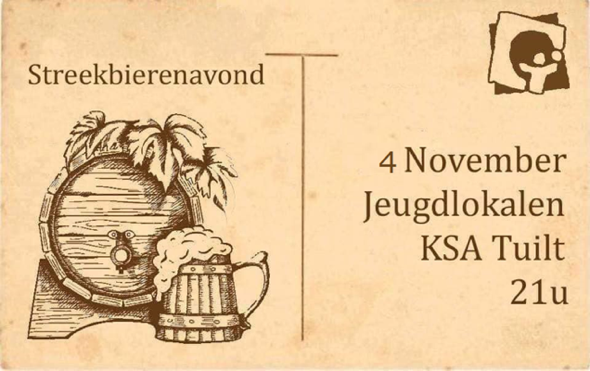 Streekbierenavond
4 November
Jeugdlokalen
KSA Tuilt
21u